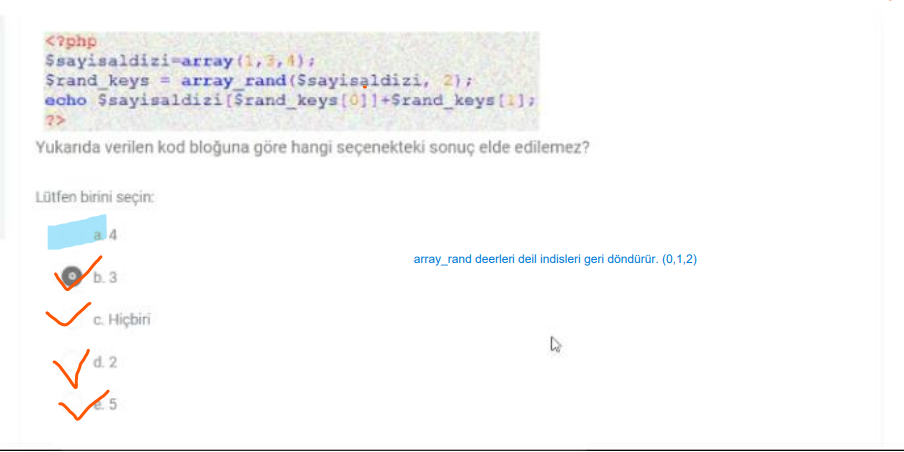 <?php
$sayisaldizi=array(1,3,4);
$rand_keys = array_rand($sayisaldizi, 2);
echo $sayisaldizi[$rand_keys[0]]+$rand_keys[1];
?>
Yukarıda verilen kod bloğuna göre hangi seçenekteki sonuç elde edilemez?
Lütfen birini seçin:
a. 4
array_rand deerleri deil indisleri geri döndürür. (0,1,2)
b. 3
c. Hiçbiri
d. 2
e. 5